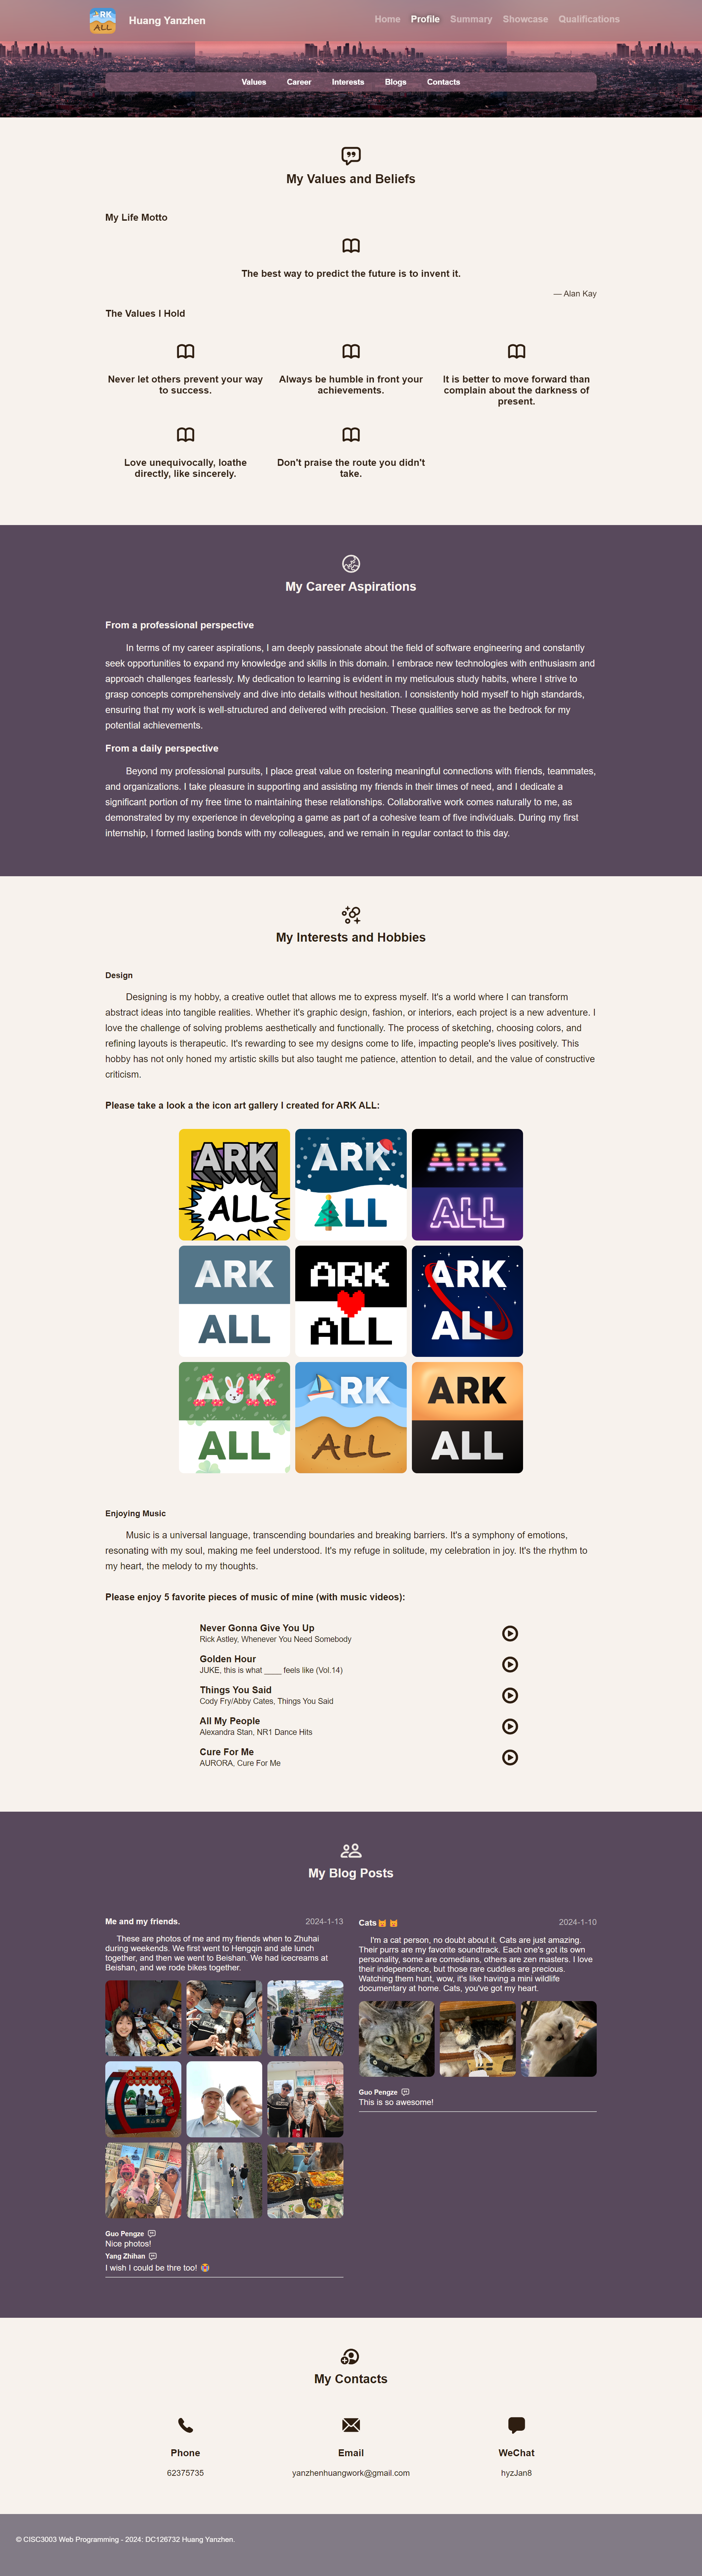 ARK
ALL
Huang Yanzhen
Home Profile Summary Showcase Qualifications
Values Career Interests Blogs Contacts
My Values and Beliefs
My Life Motto
The best way to predict the future is to invent it.
— Alan Kay
The Values I Hold
Never let others prevent your way
to success.
Always be humble in front your
achievements.
It is better to move forward than
complain about the darkness of
present.
Love unequivocally, loathe
directly, like sincerely.
Don't praise the route you didn't
take.
My Career Aspirations
From a professional perspective
In terms of my career aspirations, I am deeply passionate about the field of software engineering and constantly
seek opportunities to expand my knowledge and skills in this domain. I embrace new technologies with enthusiasm and
approach challenges fearlessly. My dedication to learning is evident in my meticulous study habits, where I strive to
grasp concepts comprehensively and dive into details without hesitation. I consistently hold myself to high standards,
ensuring that my work is well-structured and delivered with precision. These qualities serve as the bedrock for my
potential achievements.
From a daily perspective
Beyond my professional pursuits, I place great value on fostering meaningful connections with friends, teammates,
and organizations. I take pleasure in supporting and assisting my friends in their times of need, and I dedicate a
significant portion of my free time to maintaining these relationships. Collaborative work comes naturally to me, as
demonstrated by my experience in developing a game as part of a cohesive team of five individuals. During my first
internship, I formed lasting bonds with my colleagues, and we remain in regular contact to this day.
My Interests and Hobbies
Design
Designing is my hobby, a creative outlet that allows me to express myself. It's a world where I can transform
abstract ideas into tangible realities. Whether it's graphic design, fashion, or interiors, each project is a new adventure. I
love the challenge of solving problems aesthetically and functionally. The process of sketching, choosing colors, and
refining layouts is therapeutic. It's rewarding to see my designs come to life, impacting people's lives positively. This
hobby has not only honed my artistic skills but also taught me patience, attention to detail, and the value of constructive
criticism.
Please take a look a the icon art gallery I created for ARK ALL:
ARK
ALL
ARK
LL
ARK
ALL
ARK
ALL
ARK
ALL
ARK
ALL
A K
ALL
RK
ALL
ARK
ALL
Enjoying Music
Music is a universal language, transcending boundaries and breaking barriers. It's a symphony of emotions,
resonating with my soul, making me feel understood. It's my refuge in solitude, my celebration in joy. It's the rhythm to
my heart, the melody to my thoughts.
Please enjoy 5 favorite pieces of music of mine (with music videos):
Never Gonna Give You Up
Rick Astley, Whenever You Need Somebody
Golden Hour
JUKE, this is what ____ feels like (Vol.14)
Things You Said
Cody Fry/Abby Cates, Things You Said
All My People
Alexandra Stan, NR1 Dance Hits
Cure For Me
AURORA, Cure For Me
My Blog Posts
Me and my friends. 2024-1-13
These are photos of me and my friends when to Zhuhai
during weekends. We first went to Hengqin and ate lunch
together, and then we went to Beishan. We had icecreams at
Beishan, and we rode bikes together.
Guo Pengze
Nice photos!
Yang Zhihan
I wish I could be thre too!
Cats 2024-1-10
I'm a cat person, no doubt about it. Cats are just amazing.
Their purrs are my favorite soundtrack. Each one's got its own
personality, some are comedians, others are zen masters. I love
their independence, but those rare cuddles are precious.
Watching them hunt, wow, it's like having a mini wildlife
documentary at home. Cats, you've got my heart.
Guo Pengze
This is so awesome!
My Contacts
Phone
62375735
Email
yanzhenhuangwork@gmail.com
WeChat
hyzJan8
© CISC3003 Web Programming - 2024: DC126732 Huang Yanzhen.